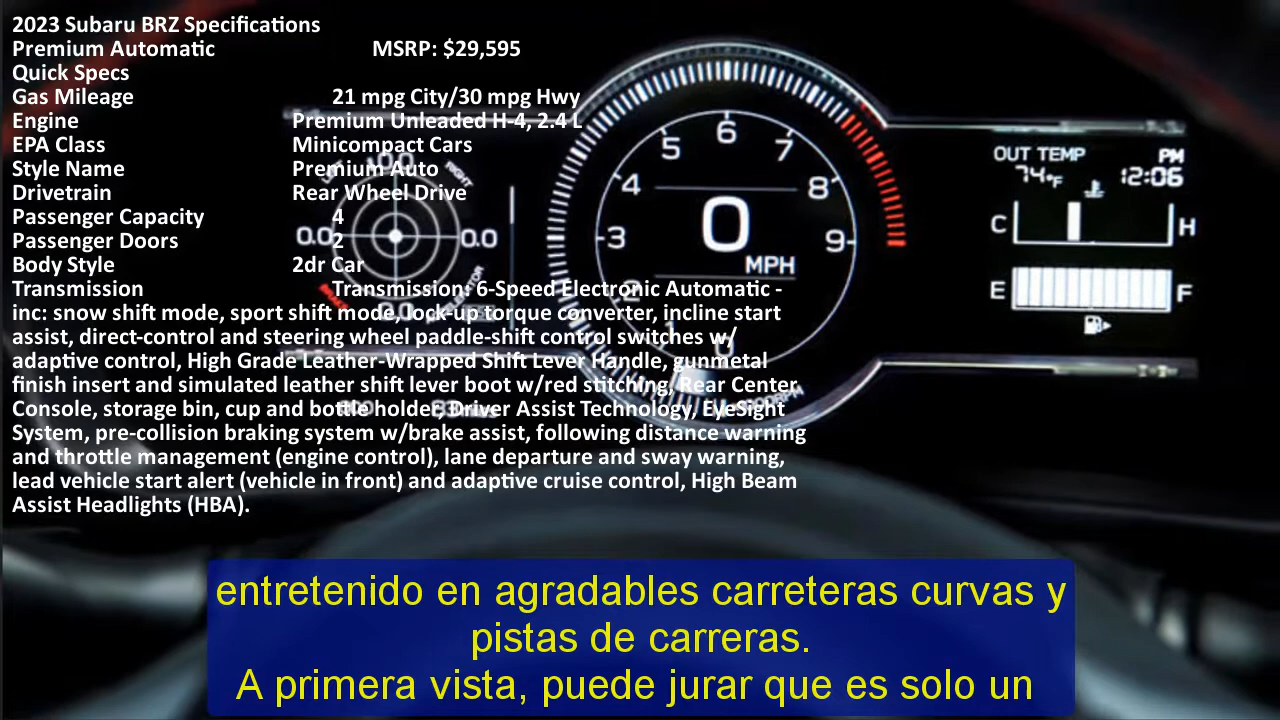 2023 Subaru BRZ Specifications
Premium Automatic MSRP: $29,595
Quick Specs
Gas Mileage 21 mpg City/30 mpg Hwy
Engine Premium Unleaded H-4, 2.4 L
EPA Class Minicompact Cars
Style Name Premium Auto
Drivetrain Rear Wheel Drive
Passenger Capacity 4
Passenger Doors 2
Body Style 2dr Car
Transmission Transmission: 6-Speed Electronic Automatic -
inc: snow shift mode, sport shift mode, lock-up torque converter, incline start
assist, direct-control and steering wheel paddle-shift control switches w/
adaptive control, High Grade Leather-Wrapped Shift Lever Handle, gunmetal
finish insert and simulated leather shift lever boot w/red stitching, Rear Center
Console, storage bin, cup and bottle holder, Driver Assist Technology, EyeSight
System, pre-collision braking system w/brake assist, following distance warning
and throttle management (engine control), lane departure and sway warning,
lead vehicle start alert (vehicle in front) and adaptive cruise control, High Beam
Assist Headlights (HBA).
0.0
0.0
0.0
RIGHT
0
1
2
3
4
5
6
7
8
9
0
MPH
OUT TEMP PM
74°F 12:06
C H
E F
entretenido en agradables carreteras curvas y
pistas de carreras.
A primera vista, puede jurar que es solo un